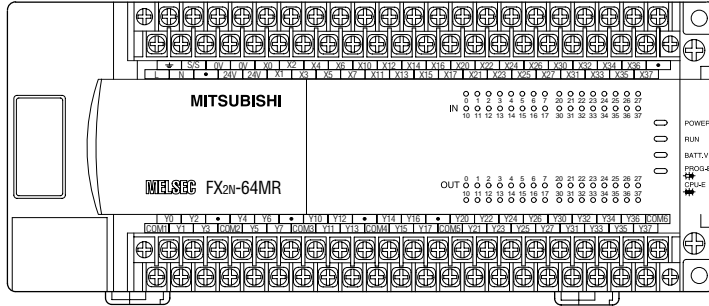 S/S 0V 0V X0 X2 X4 X6 X10 X12 X14 X16 X20 X22 X24 X26 X30 X32 X34 X36 •
L N • 24V 24V X1 X3 X5 X7 X11 X13 X15 X17 X21 X23 X25 X27 X31 X33 X35 X37
MITSUBISHI
0 1 2 3 4 5 6 7 20 21 22 23 24 25 26 27
IN
10 11 12 13 14 15 16 17 30 31 32 33 34 35 36 37
POWER
RUN
BATT.V
PROG-E
CPU-E
MELSEC FX2N-64MR
0 1 2 3 4 5 6 7 20 21 22 23 24 25 26 27
OUT
10 11 12 13 14 15 16 17 30 31 32 33 34 35 36 37
Y0 Y2 • Y4 Y6 • Y10 Y12 • Y14 Y16 • Y20 Y22 Y24 Y26 Y30 Y32 Y34 Y36 COM6
COM1 Y1 Y3 COM2 Y5 Y7 COM3 Y11 Y13 COM4 Y15 Y17 COM5 Y21 Y23 Y25 Y27 Y31 Y33 Y35 Y37